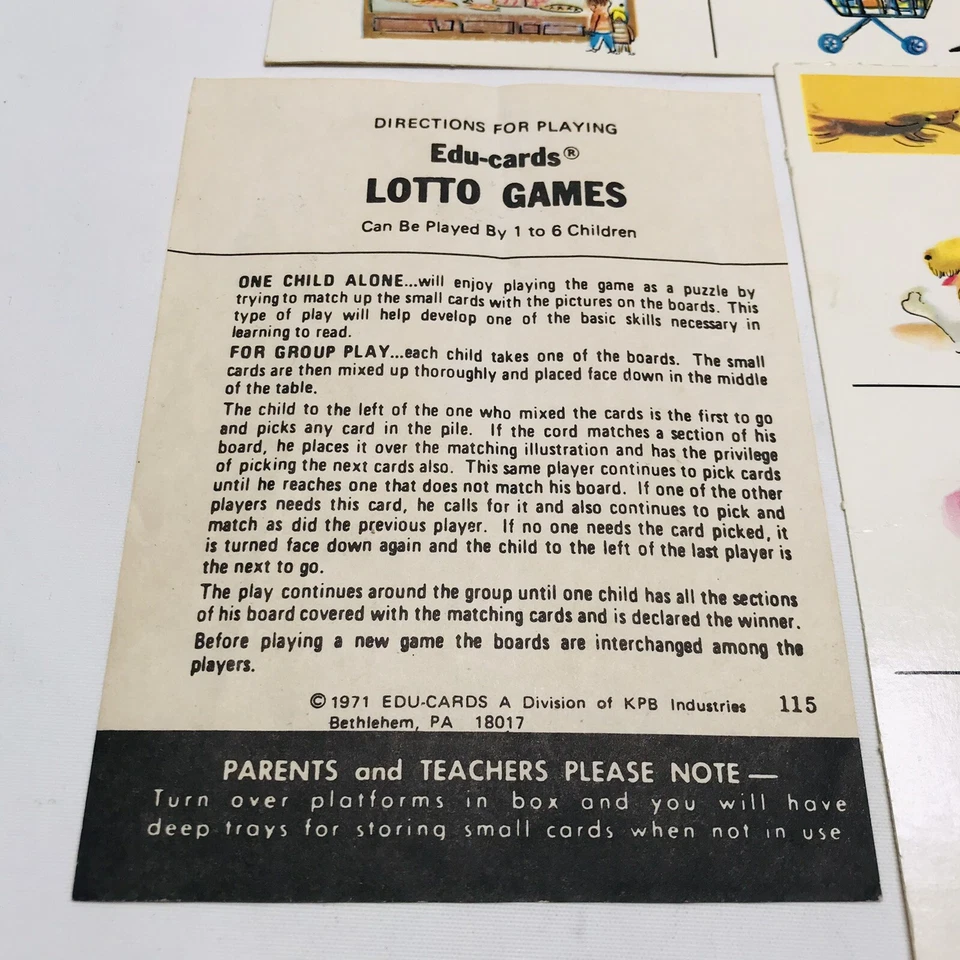 DIRECTIONS FOR PLAYING
Edu-cards®
LOTTO GAMES
Can Be Played By 1 to 6 Children
ONE CHILD ALONE...will enjoy playing the game as a puzzle by
trying to match up the small cards with the pictures on the boards. This
type of play will help develop one of the basic skills necessary in
learning to read.
FOR GROUP PLAY...each child takes one of the boards. The small
cards are then mixed up thoroughly and placed face down in the middle
of the table.
The child to the left of the one who mixed the cards is the first to go
and picks any card in the pile. If the cord matches a section of his
board, he places it over the matching illustration and has the privilege
of picking the next cards also. This same player continues to pick cards
until he reaches one that does not match his board. If one of the other
players needs this card, he calls for it and also continues to pick and
match as did the previous player. If no one needs the card picked, it
is turned face down again and the child to the left of the last player is
the next to go.
The play continues around the group until one child has all the sections
of his board covered with the matching cards and is declared the winner.
Before playing a new game the boards are interchanged among the
players.
© 1971 EDU-CARDS A Division of KPB Industries 115
Bethlehem, PA 18017
PARENTS and TEACHERS PLEASE NOTE —
Turn over platforms in box and you will have
deep trays for storing small cards when not in use